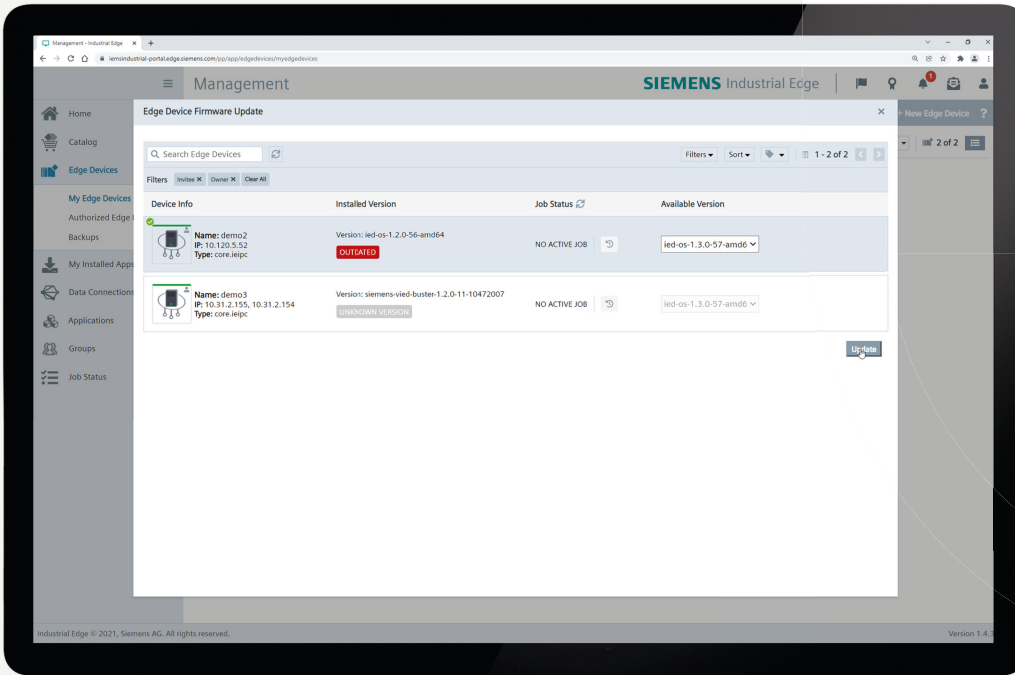 Management - Industrial Edge
iemsindustrial-portal.edge.siemens.com/pp/app/edgedevices/myedgedevices
Management
SIEMENS Industrial Edge
1
Home
Catalog
Edge Devices
My Edge Devices
Authorized Edge
Backups
My Installed Apps
Data Connections
Applications
Groups
Job Status
Edge Device Firmware Update
+ New Edge Device ?
2 of 2
Search Edge Devices
Filters
Sort
1 - 2 of 2
Filters Invitee Owner Clear All
Device Info Installed Version Job Status Available Version
Name: demo2
IP: 10.120.5.52
Type: core.ieipc
Version: ied-os-1.2.0-56-amd64
OUTDATED
NO ACTIVE JOB
ied-os-1.3.0-57-amd6
Name: demo3
IP: 10.31.2.155, 10.31.2.154
Type: core.ieipc
Version: siemens-vied-buster-1.2.0-11-10472007
UNKNOWN VERSION
NO ACTIVE JOB
ied-os-1.3.0-57-amd6
Update
Industrial Edge © 2021, Siemens AG. All rights reserved.
Version 1.4.3